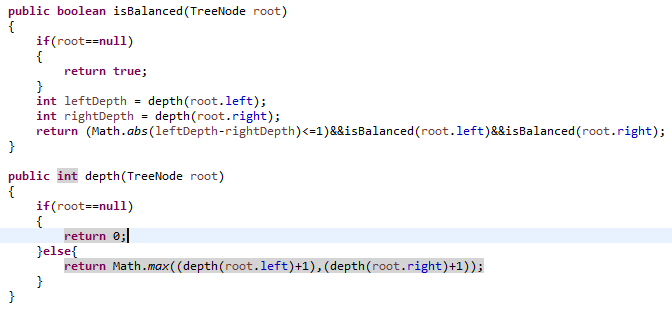 public boolean isBalanced(TreeNode root)
{
    if(root==null)
    {
        return true;
    }
    int leftDepth = depth(root.left);
    int rightDepth = depth(root.right);
    return (Math.abs(leftDepth-rightDepth)<=1)&&isBalanced(root.left)&&isBalanced(root.right);
}
public int depth(TreeNode root)
{
    if(root==null)
    {
        return 0;
    }else{
        return Math.max((depth(root.left)+1),(depth(root.right)+1));
    }
}